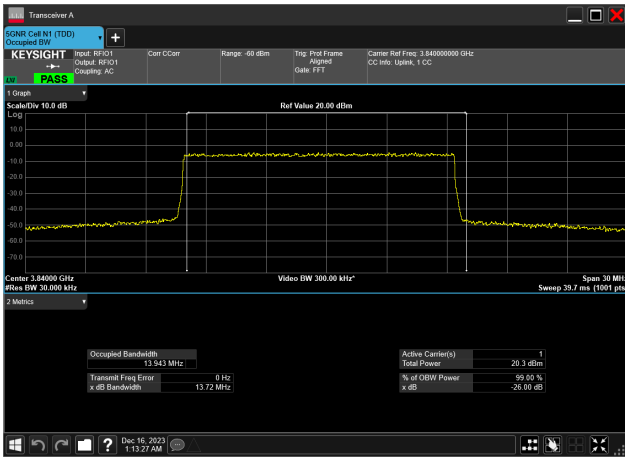 Transceiver A
5GNR Cell N1 (TDD)
Occupied BW
KEYSIGHT
Input: RFIO1
Output: RFIO1
Coupling: AC
Corr CCorr
Range: -60 dBm
Trig: Prot Frame
Aligned
Gate: FFT
Carrier Ref Freq: 3.840000000 GHz
CC Info: Uplink, 1 CC
PASS
1 Graph
Scale/Div 10.0 dB
Ref Value 20.00 dBm
Log
10.0
0.00
-10.0
-20.0
-30.0
-40.0
-50.0
-60.0
-70.0
Center 3.84000 GHz
Video BW 300.00 kHz*
Span 30 MHz
#Res BW 30.000 kHz
Sweep 39.7 ms (1001 pts
2 Metrics
Occupied Bandwidth
13.943 MHz
Active Carrier(s) 1
Total Power 20.3 dBm
Transmit Freq Error 0 Hz
x dB Bandwidth 13.72 MHz
% of OBW Power 99.00 %
x dB -26.00 dB
Dec 16, 2023
1:13:27 AM